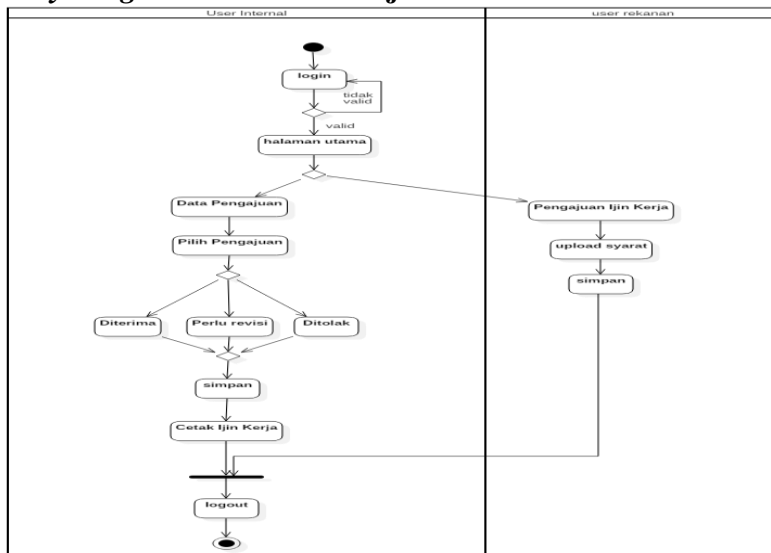 User Internal
user rekanan
login
tidak
valid
valid
halaman utama
Data Pengajuan
Pengajuan Ijin Kerja
Pilih Pengajuan
upload syarat
simpan
Diterima
Perlu revisi
Ditolak
simpan
Cetak Ijin Kerja
logout